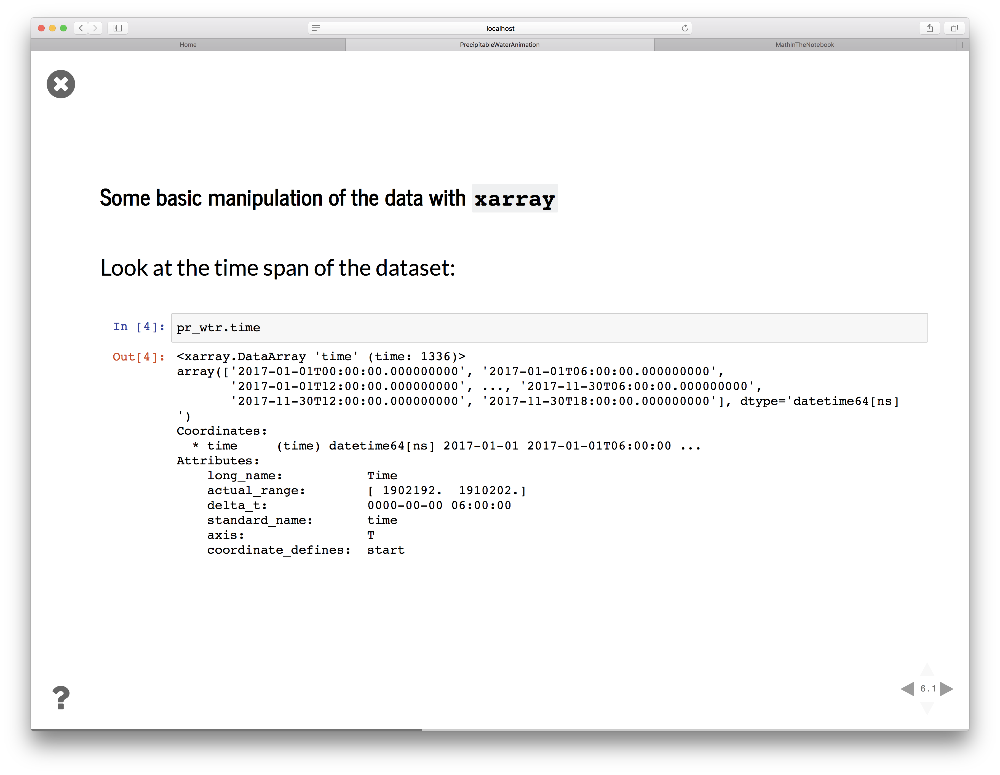 localhost
Home
PrecipitableWaterAnimation
MathInTheNotebook
Some basic manipulation of the data with xarray
Look at the time span of the dataset:
In [4]: pr_wtr.time
Out[4]: <xarray.DataArray 'time' (time: 1336)>
array(['2017-01-01T00:00:00.000000000', '2017-01-01T06:00:00.000000000',
'2017-01-01T12:00:00.000000000', ..., '2017-11-30T06:00:00.000000000',
'2017-11-30T12:00:00.000000000', '2017-11-30T18:00:00.000000000'], dtype='datetime64[ns]
')
Coordinates:
* time (time) datetime64[ns] 2017-01-01 2017-01-01T06:00:00 ...
Attributes:
long_name: Time
actual_range: [ 1902192. 1910202.]
delta_t: 0000-00-00 06:00:00
standard_name: time
axis: T
coordinate_defines: start
?
6.1